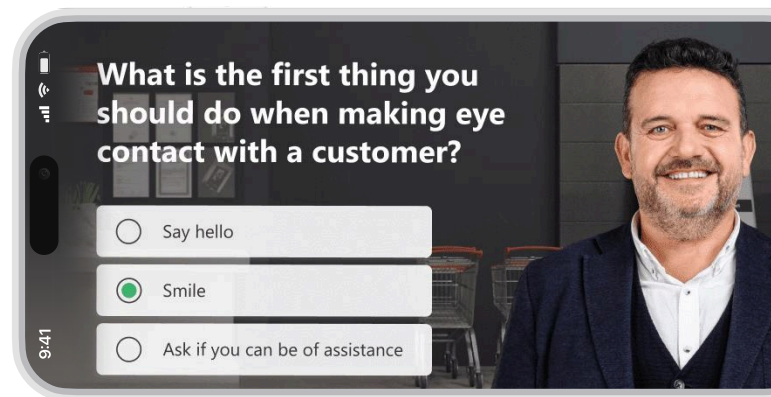 What is the first thing you
should do when making eye
contact with a customer?
Say hello
Smile
Ask if you can be of assistance
9:41